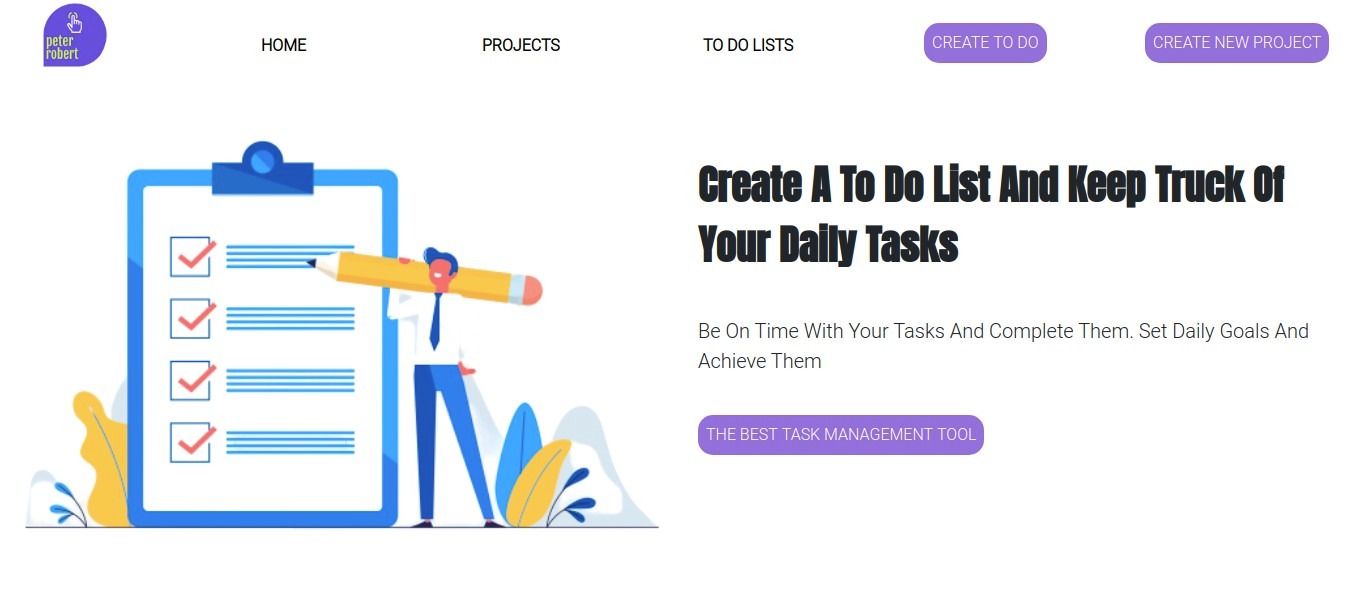 peter
robert
HOME
PROJECTS
TO DO LISTS
CREATE TO DO
CREATE NEW PROJECT
Create A To Do List And Keep Truck Of
Your Daily Tasks
Be On Time With Your Tasks And Complete Them. Set Daily Goals And
Achieve Them
THE BEST TASK MANAGEMENT TOOL